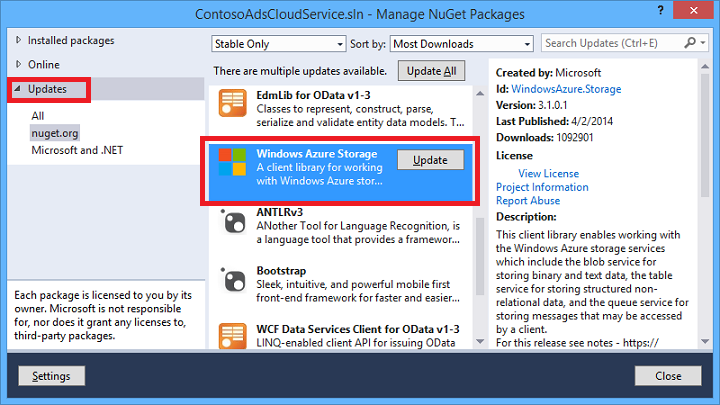 ContosoAdsCloudService.sln - Manage NuGet Packages
?
Installed packages
Online
Updates
All
nuget.org
Microsoft and .NET
Each package is licensed to you by its
owner. Microsoft is not responsible
for, nor does it grant any licenses to,
third-party packages.
Stable Only
Sort by: Most Downloads
There are multiple updates available. Update All
EdmLib for OData v1-3
Classes to represent, construct, parse,
serialize and validate entity data models. T...
Windows Azure Storage
Update
A client library for working
with Windows Azure stor...
ANTLRv3
ANother Tool for Language Recognition, is
a language tool that provides a framewor...
Bootstrap
Sleek, intuitive, and powerful mobile first
front-end framework for faster and easier...
WCF Data Services Client for OData v1-3
LINQ-enabled client API for issuing OData
Search Updates (Ctrl+E)
Created by: Microsoft
Id: WindowsAzure.Storage
Version: 3.1.0.1
Last Published: 4/2/2014
Downloads: 1092901
License
View License
Project Information
Report Abuse
Description:
This client library enables working with
the Windows Azure storage services
which include the blob service for
storing binary and text data, the table
service for storing structured non-
relational data, and the queue service for
storing messages that may be accessed
by a client.
For this release see notes - https://
Settings
Close